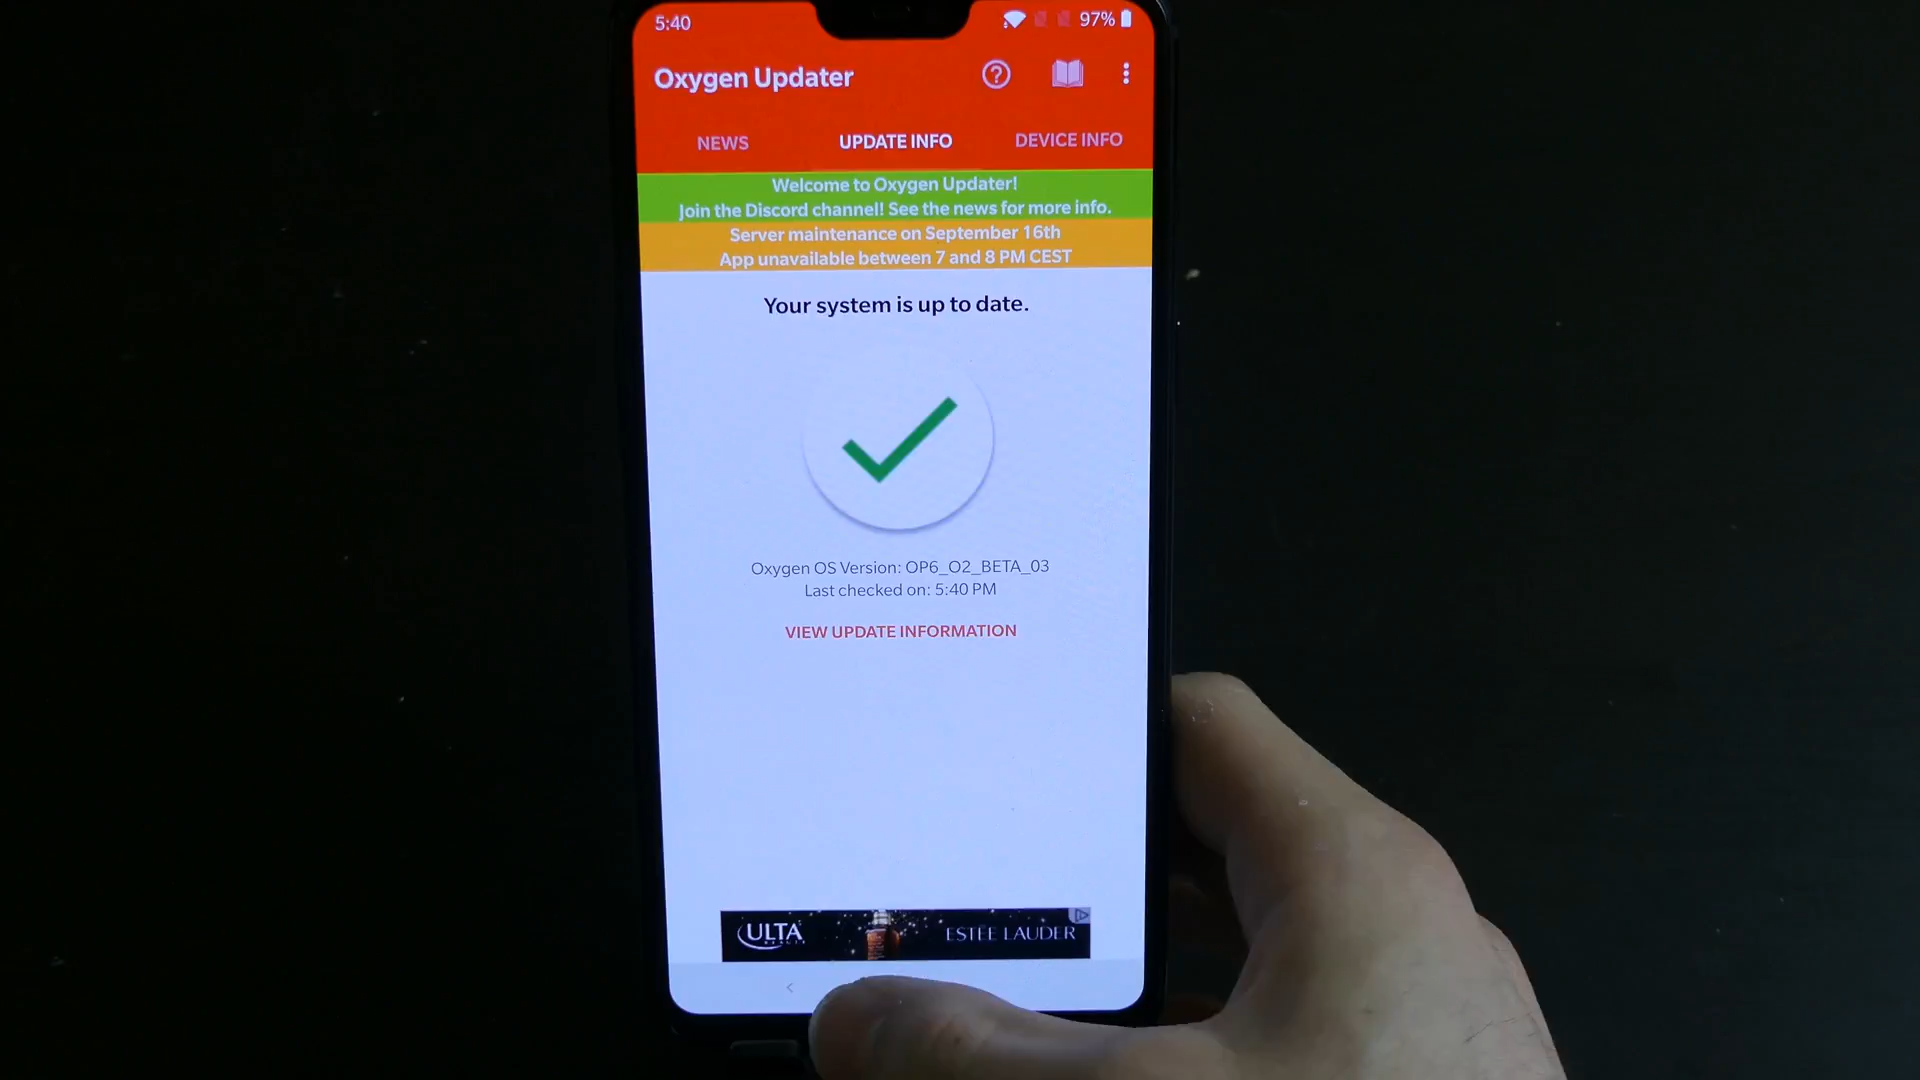 5:40
97%
Oxygen Updater
NEWS
UPDATE INFO
DEVICE INFO
Welcome to Oxygen Updater!
Join the Discord channel! See the news for more info.
Server maintenance on September 16th
App unavailable between 7 and 8 PM CEST
Your system is up to date.
Oxygen OS Version: OP6_O2_BETA_03
Last checked on: 5:40 PM
VIEW UPDATE INFORMATION
ULTA
BEAUTY
ESTĒE LAUDER